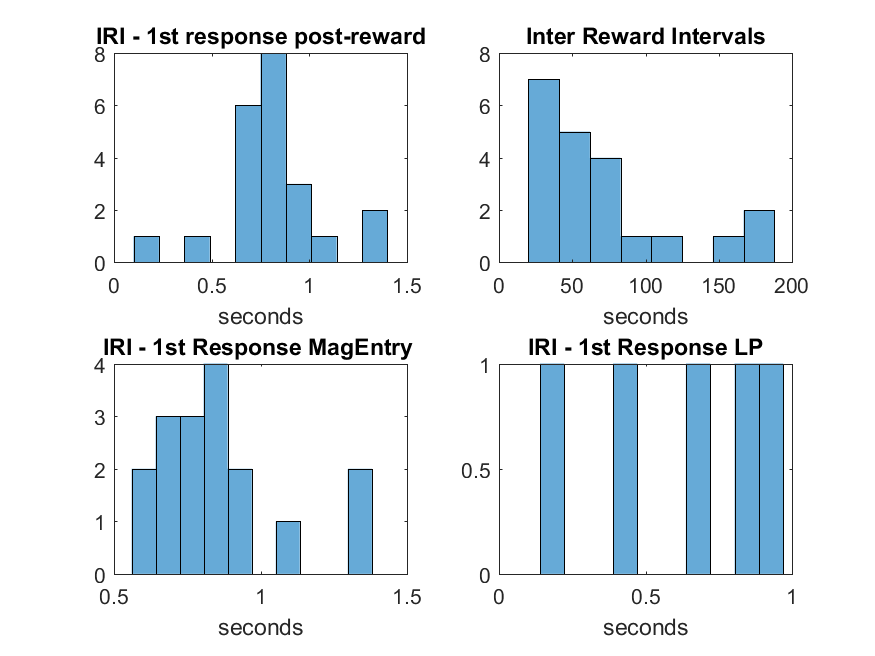 IRI - 1st response post-reward
8
6
4
2
0
0 0.5 1 1.5
seconds
Inter Reward Intervals
8
6
4
2
0
0 50 100 150 200
seconds
IRI - 1st Response MagEntry
4
3
2
1
0
0.5 1 1.5
seconds
IRI - 1st Response LP
1
0.5
0
0 0.5 1
seconds